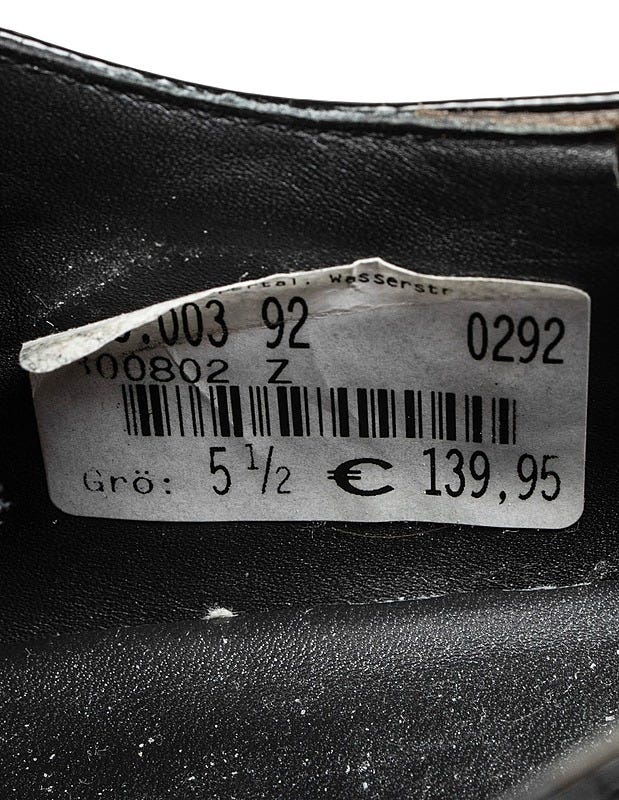 Wasserstr
.003 92 0292
00802 Z
Grö: 5 1/2 € 139,95